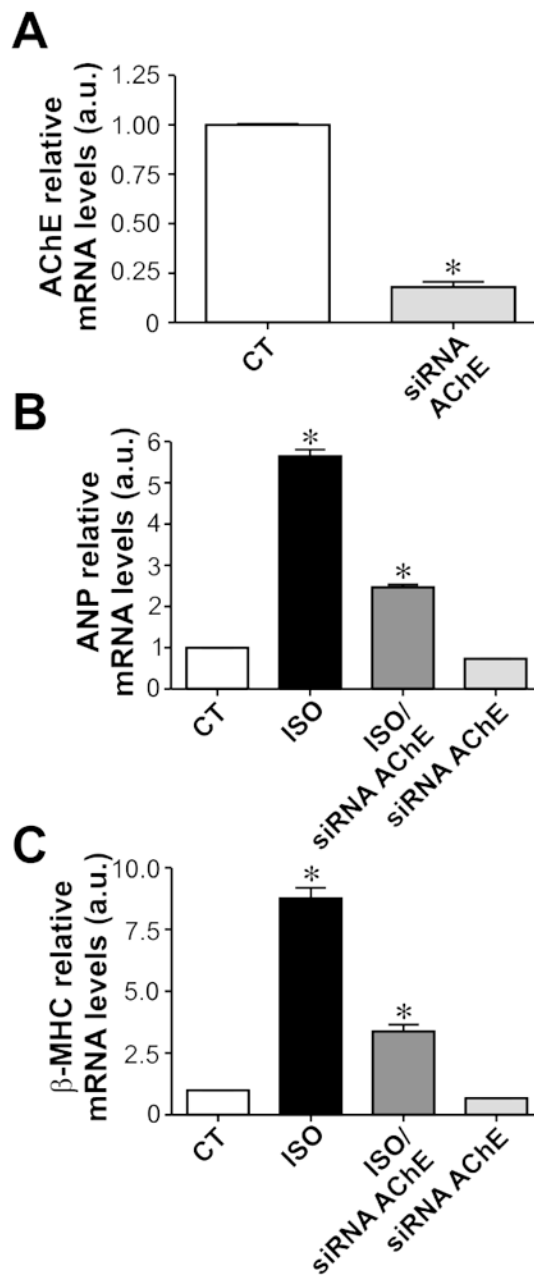 A
AChE relative
mRNA levels (a.u.)
1.25
1.00
0.75
0.50
0.25
0
*
CT
siRNA
AChE
B
ANP relative
mRNA levels (a.u.)
6
5
4
3
2
1
0
*
*
CT
ISO
ISO/
siRNA AChE
siRNA AChE
C
β-MHC relative
mRNA levels (a.u.)
10.0
7.5
5.0
2.5
0
*
*
CT
ISO
ISO/
siRNA AChE
siRNA AChE